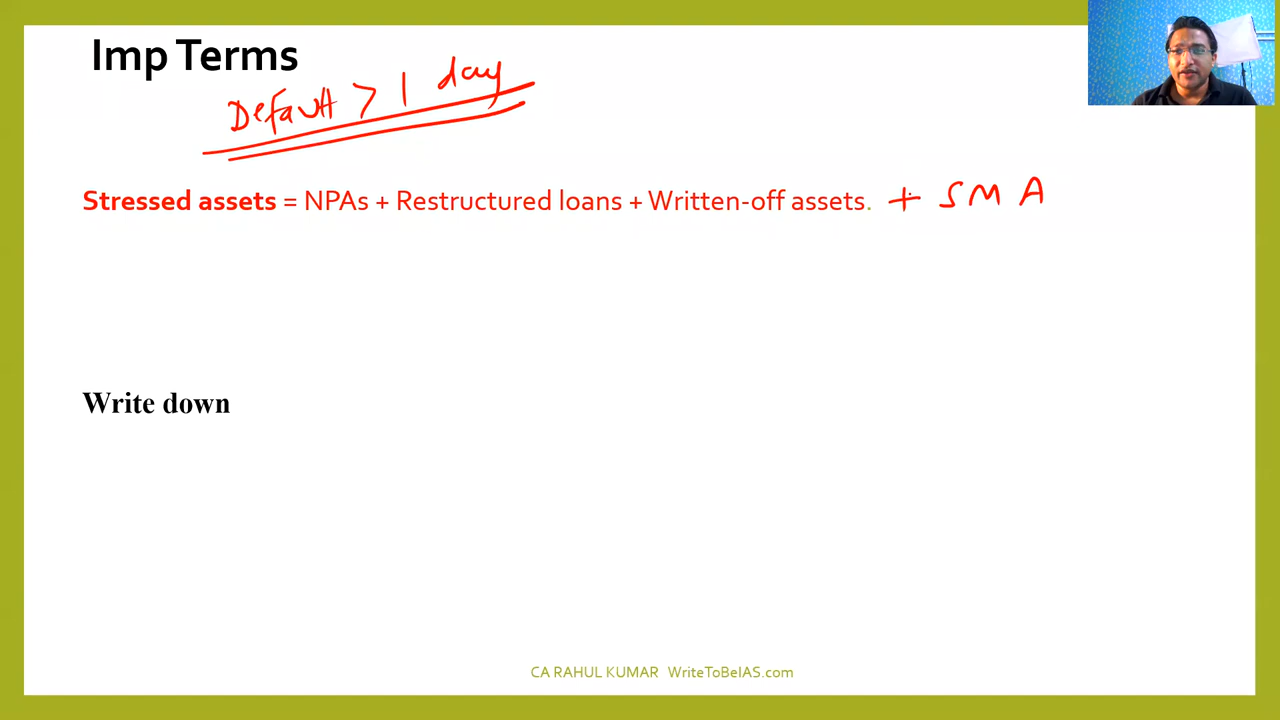 Imp Terms
Default > 1 day
Stressed assets = NPAs + Restructured loans + Written-off assets. + SMA
Write down
CA RAHUL KUMAR WriteToBeIAS.com